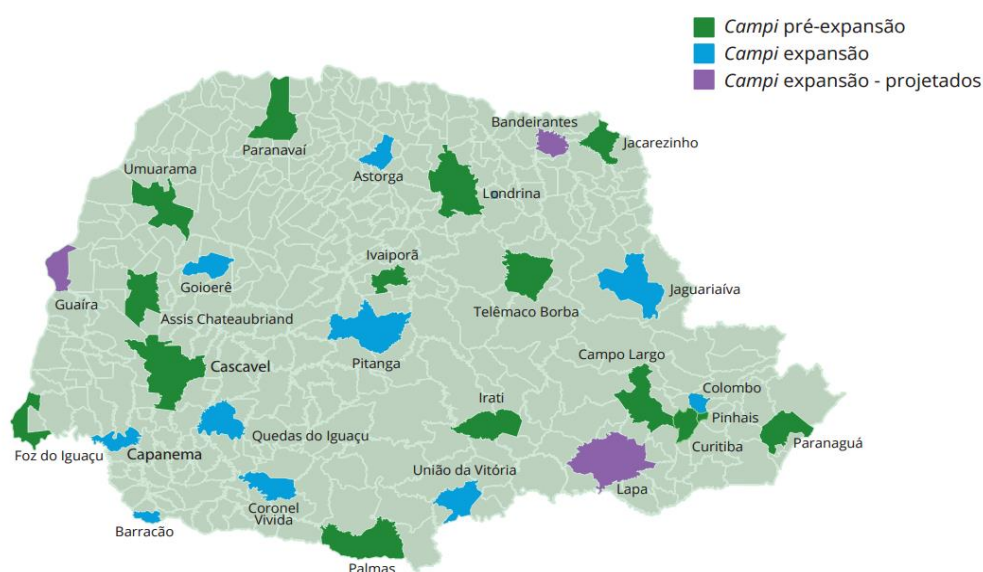 Campi pré-expansão
Campi expansão
Campi expansão - projetados
Bandeirantes
Jacarezinho
Paranavaí
Astorga
Umuarama
Londrina
Ivaiporã
Goioerê
Jaguariaíva
Guaíra
Assis Chateaubriand
Telêmaco Borba
Pitanga
Campo Largo
Cascavel
Colombo
Irati
Pinhais
Quedas do Iguaçu
Curitiba
Paranaguá
Foz do Iguaçu
Capanema
União da Vitória
Lapa
Coronel
Vivida
Barracão
Palmas